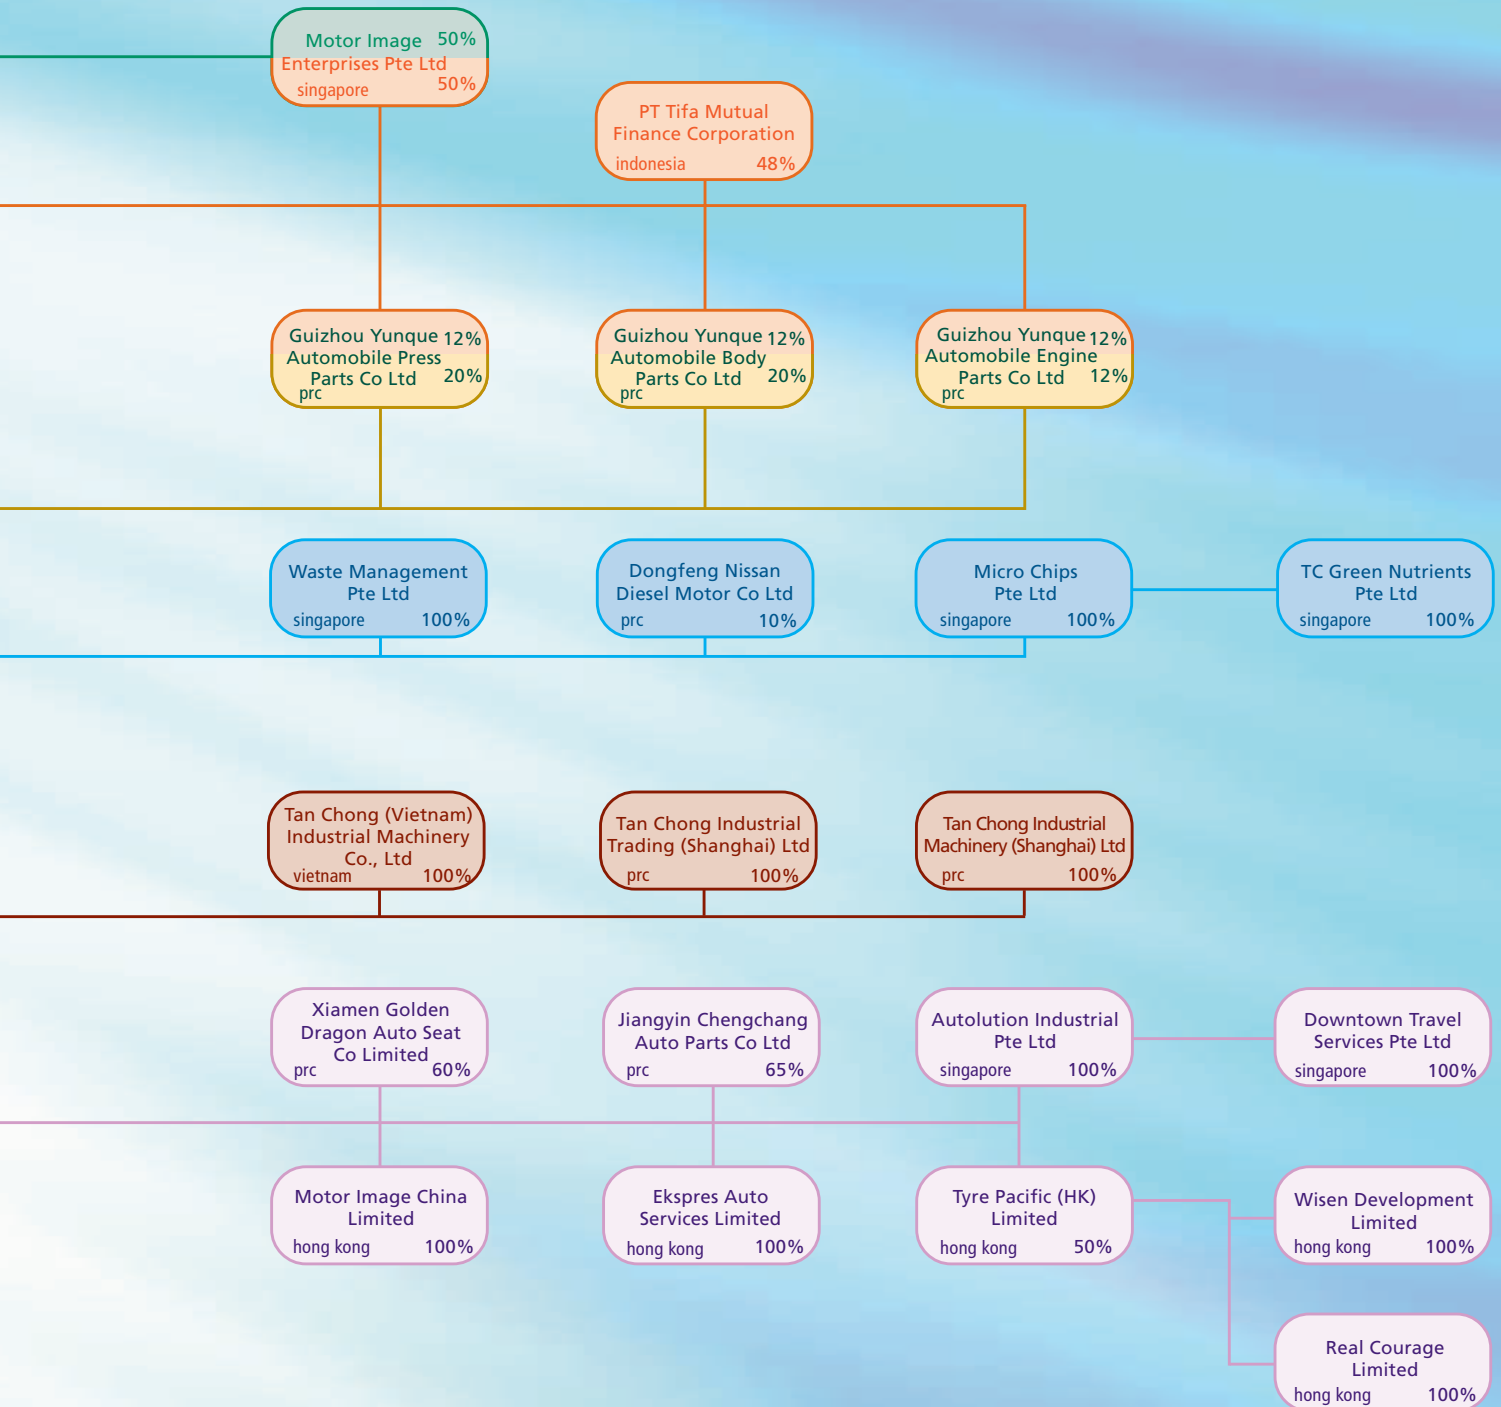 Motor Image 50%
Enterprises Pte Ltd
singapore 50%
PT Tifa Mutual
Finance Corporation
indonesia 48%
Guizhou Yunque 12%
Automobile Press
Parts Co Ltd 20%
prc
Guizhou Yunque 12%
Automobile Body
Parts Co Ltd 20%
prc
Guizhou Yunque 12%
Automobile Engine
Parts Co Ltd 12%
prc
Waste Management
Pte Ltd
singapore 100%
Dongfeng Nissan
Diesel Motor Co Ltd
prc 10%
Micro Chips
Pte Ltd
singapore 100%
TC Green Nutrients
Pte Ltd
singapore 100%
Tan Chong (Vietnam)
Industrial Machinery
Co., Ltd
vietnam 100%
Tan Chong Industrial
Trading (Shanghai) Ltd
prc 100%
Tan Chong Industrial
Machinery (Shanghai) Ltd
prc 100%
Xiamen Golden
Dragon Auto Seat
Co Limited
prc 60%
Jiangyin Chengchang
Auto Parts Co Ltd
prc 65%
Autolution Industrial
Pte Ltd
singapore 100%
Downtown Travel
Services Pte Ltd
singapore 100%
Motor Image China
Limited
hong kong 100%
Ekspres Auto
Services Limited
hong kong 100%
Tyre Pacific (HK)
Limited
hong kong 50%
Wisen Development
Limited
hong kong 100%
Real Courage
Limited
hong kong 100%